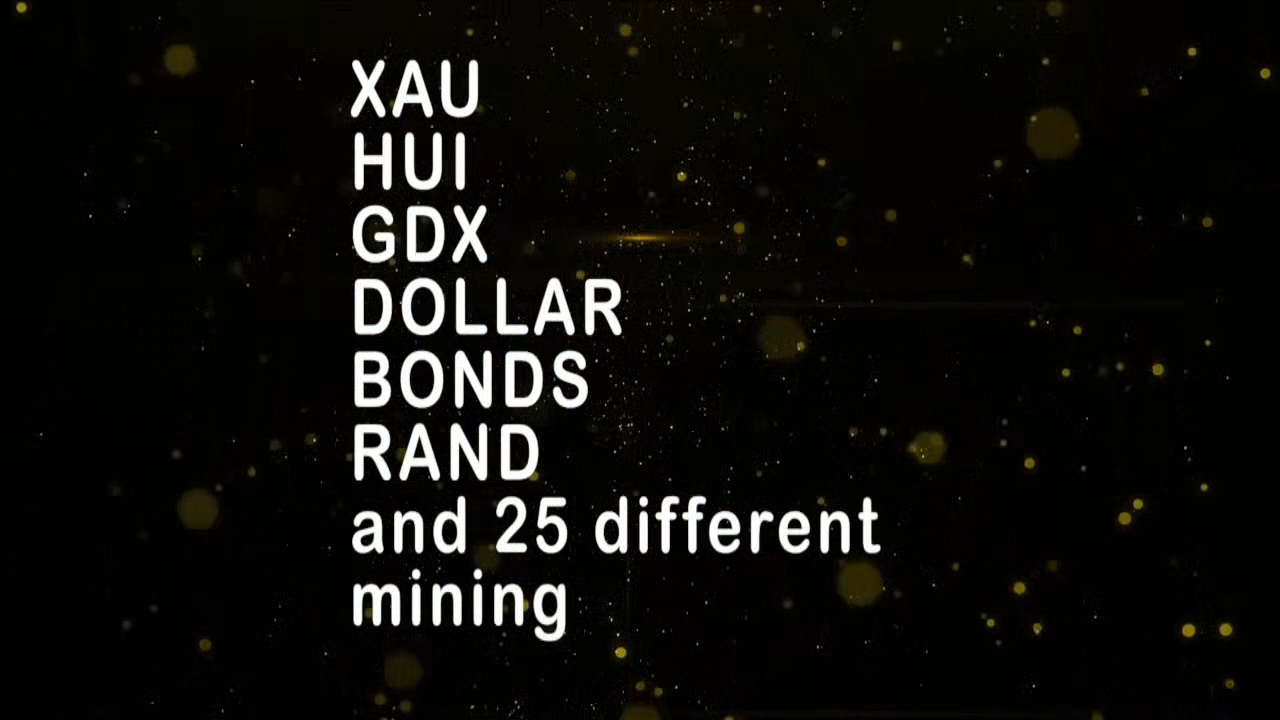 XAU
HUI
GDX
DOLLAR
BONDS
RAND
and 25 different
mining